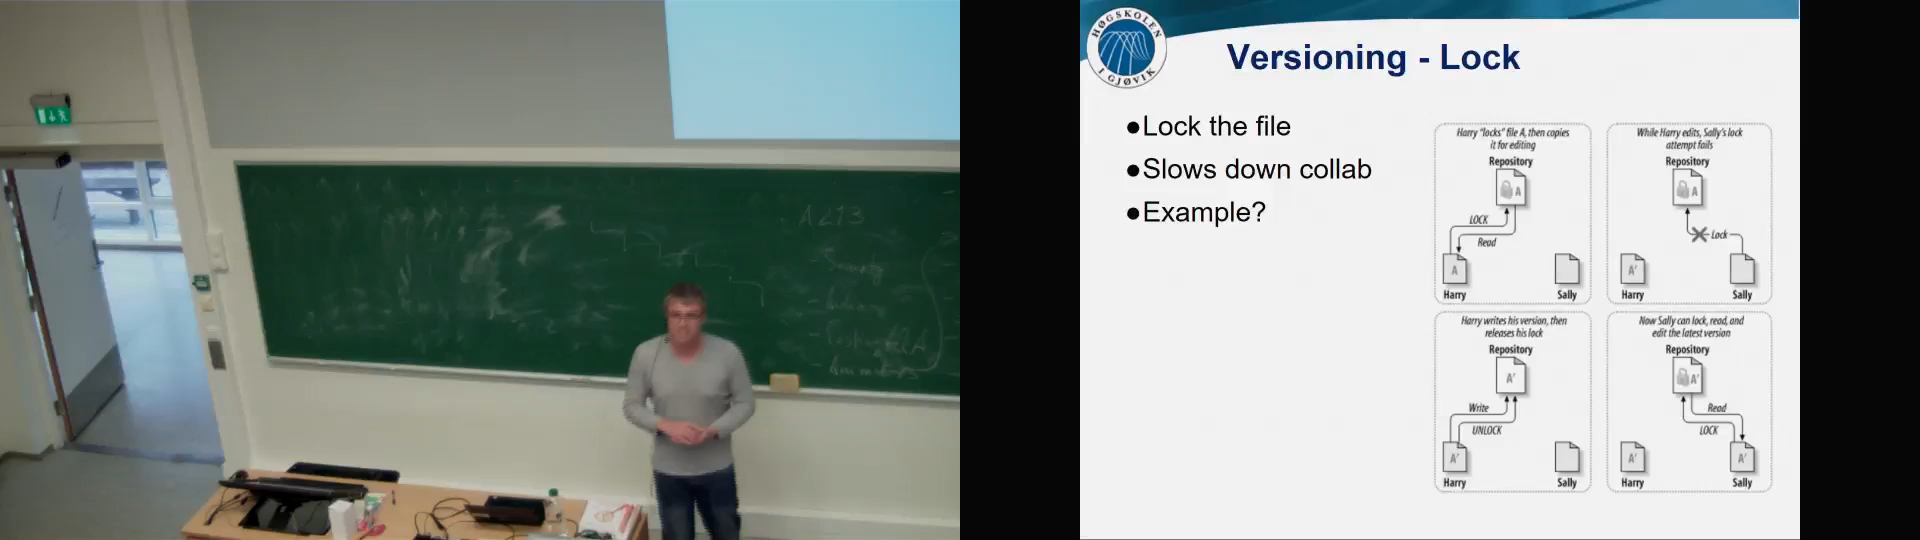 A<13
HØGSKOLEN
I GJØVIK
Versioning - Lock
●Lock the file
●Slows down collab
●Example?
Harry "locks" file A, then copies
it for editing
Repository
A
LOCK
Read
A
Harry
Sally
While Harry edits, Sally's lock
attempt fails
Repository
A
Lock
A'
Harry
Sally
Harry writes his version, then
releases his lock
Repository
A'
Write
UNLOCK
A'
Harry
Sally
Now Sally can lock, read, and
edit the latest version
Repository
A'
Read
LOCK
A'
A'
Harry
Sally